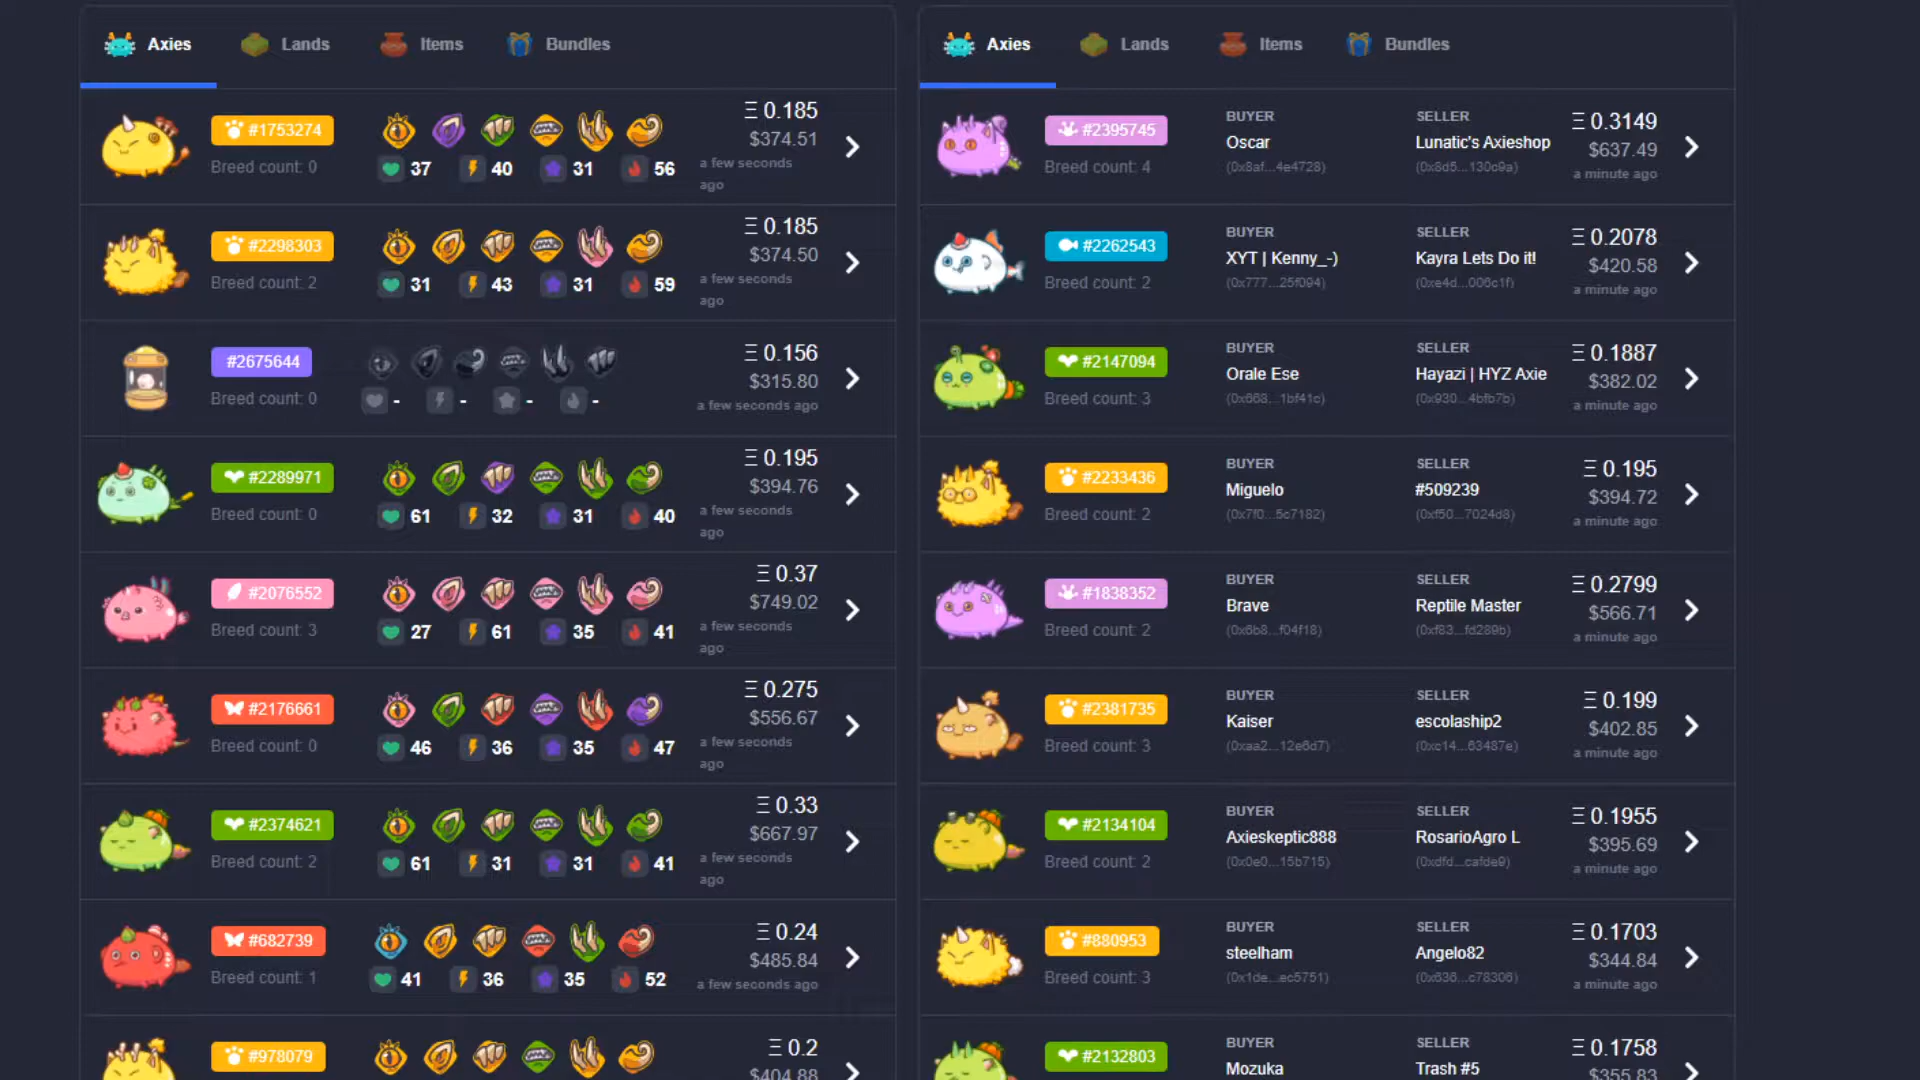 Axies Lands Items Bundles
#1753274
Breed count: 0
37 40 31 56
Ξ 0.185
$374.51
a few seconds
ago
#2298303
Breed count: 2
31 43 31 59
Ξ 0.185
$374.50
a few seconds
ago
#2675644
Breed count: 0
- - - -
Ξ 0.156
$315.80
a few seconds ago
#2289971
Breed count: 0
61 32 31 40
Ξ 0.195
$394.76
a few seconds
ago
#2076552
Breed count: 3
27 61 35 41
Ξ 0.37
$749.02
a few seconds
ago
#2176661
Breed count: 0
46 36 35 47
Ξ 0.275
$556.67
a few seconds
ago
#2374621
Breed count: 2
61 31 31 41
Ξ 0.33
$667.97
a few seconds
ago
#682739
Breed count: 1
41 36 35 52
Ξ 0.24
$485.84
a few seconds ago
#978079
Ξ 0.2
$404.88
Axies Lands Items Bundles
#2395745
Breed count: 4
BUYER
Oscar
(0x8af...4e4728)
SELLER
Lunatic's Axieshop
(0x8d5...130c9a)
Ξ 0.3149
$637.49
a minute ago
#2262543
Breed count: 2
BUYER
XYT | Kenny_-)
(0x777...25f094)
SELLER
Kayra Lets Do it!
(0xe4d...006c1f)
Ξ 0.2078
$420.58
a minute ago
#2147094
Breed count: 3
BUYER
Orale Ese
(0x668...1bf41c)
SELLER
Hayazi | HYZ Axie
(0x930...4bfb7b)
Ξ 0.1887
$382.02
a minute ago
#2233436
Breed count: 2
BUYER
Miguelo
(0x7f0...5c7182)
SELLER
#509239
(0xf50...7024d8)
Ξ 0.195
$394.72
a minute ago
#1838352
Breed count: 2
BUYER
Brave
(0x6b8...f04f18)
SELLER
Reptile Master
(0xf83...fd289b)
Ξ 0.2799
$566.71
a minute ago
#2381735
Breed count: 3
BUYER
Kaiser
(0xaa2...12e6d7)
SELLER
escolaship2
(0xc14...63487e)
Ξ 0.199
$402.85
a minute ago
#2134104
Breed count: 2
BUYER
Axieskeptic888
(0x0e0...15b715)
SELLER
RosarioAgro L
(0xdfd...cafde9)
Ξ 0.1955
$395.69
a minute ago
#880953
Breed count: 3
BUYER
steelham
(0x1de...ec5751)
SELLER
Angelo82
(0x636...c78306)
Ξ 0.1703
$344.84
a minute ago
#2132803
BUYER
Mozuka
SELLER
Trash #5
Ξ 0.1758
$355.83